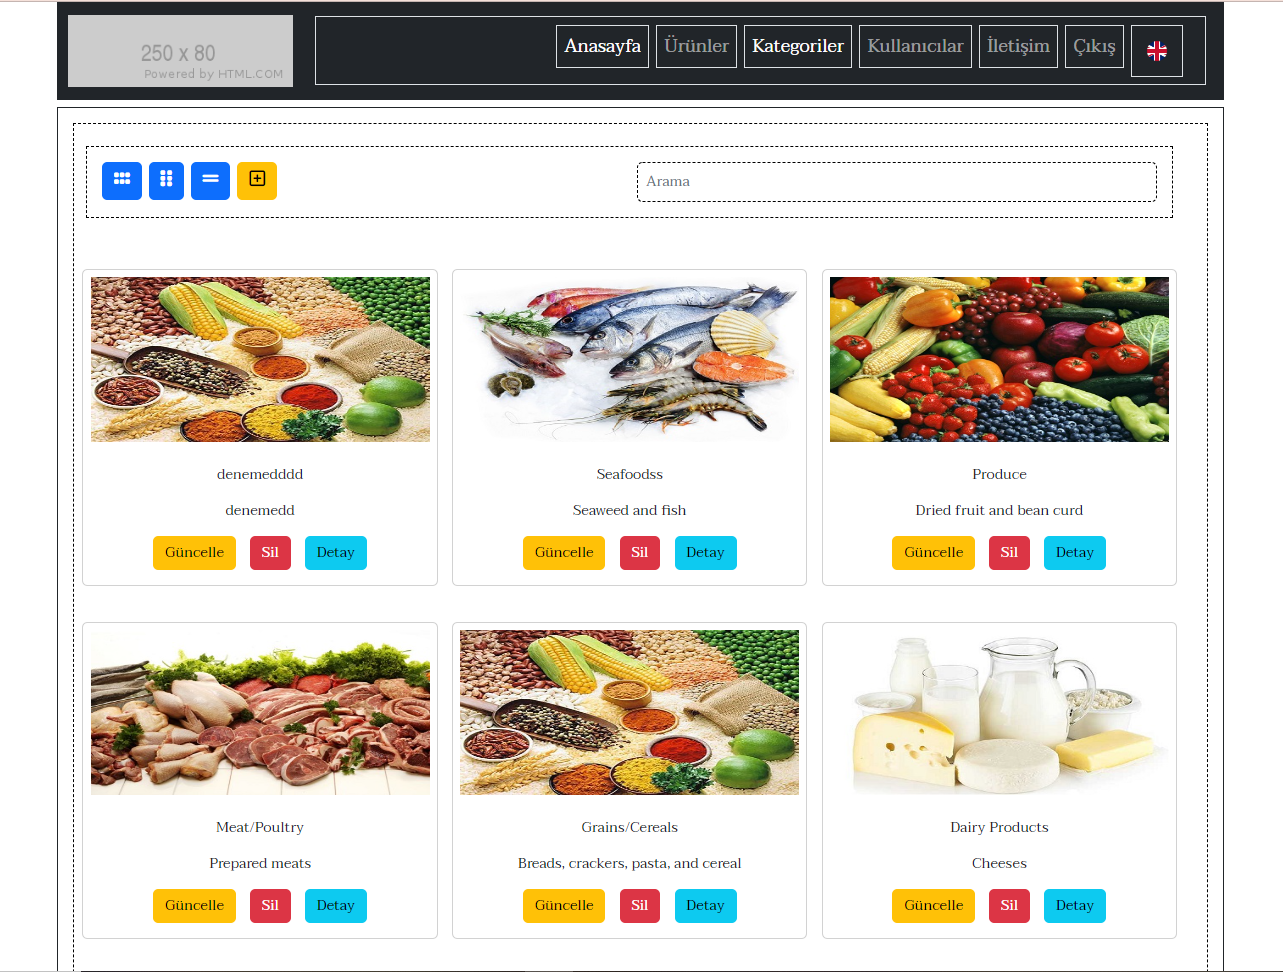 250 x 80
Powered by HTML.COM
Anasayfa Ürünler Kategoriler Kullanıcılar İletişim Çıkış
Arama
denemedddd Seafoodss Produce
denemedd Seaweed and fish Dried fruit and bean curd
Güncelle Sil Detay Güncelle Sil Detay Güncelle Sil Detay
Meat/Poultry Grains/Cereals Dairy Products
Prepared meats Breads, crackers, pasta, and cereal Cheeses
Güncelle Sil Detay Güncelle Sil Detay Güncelle Sil Detay